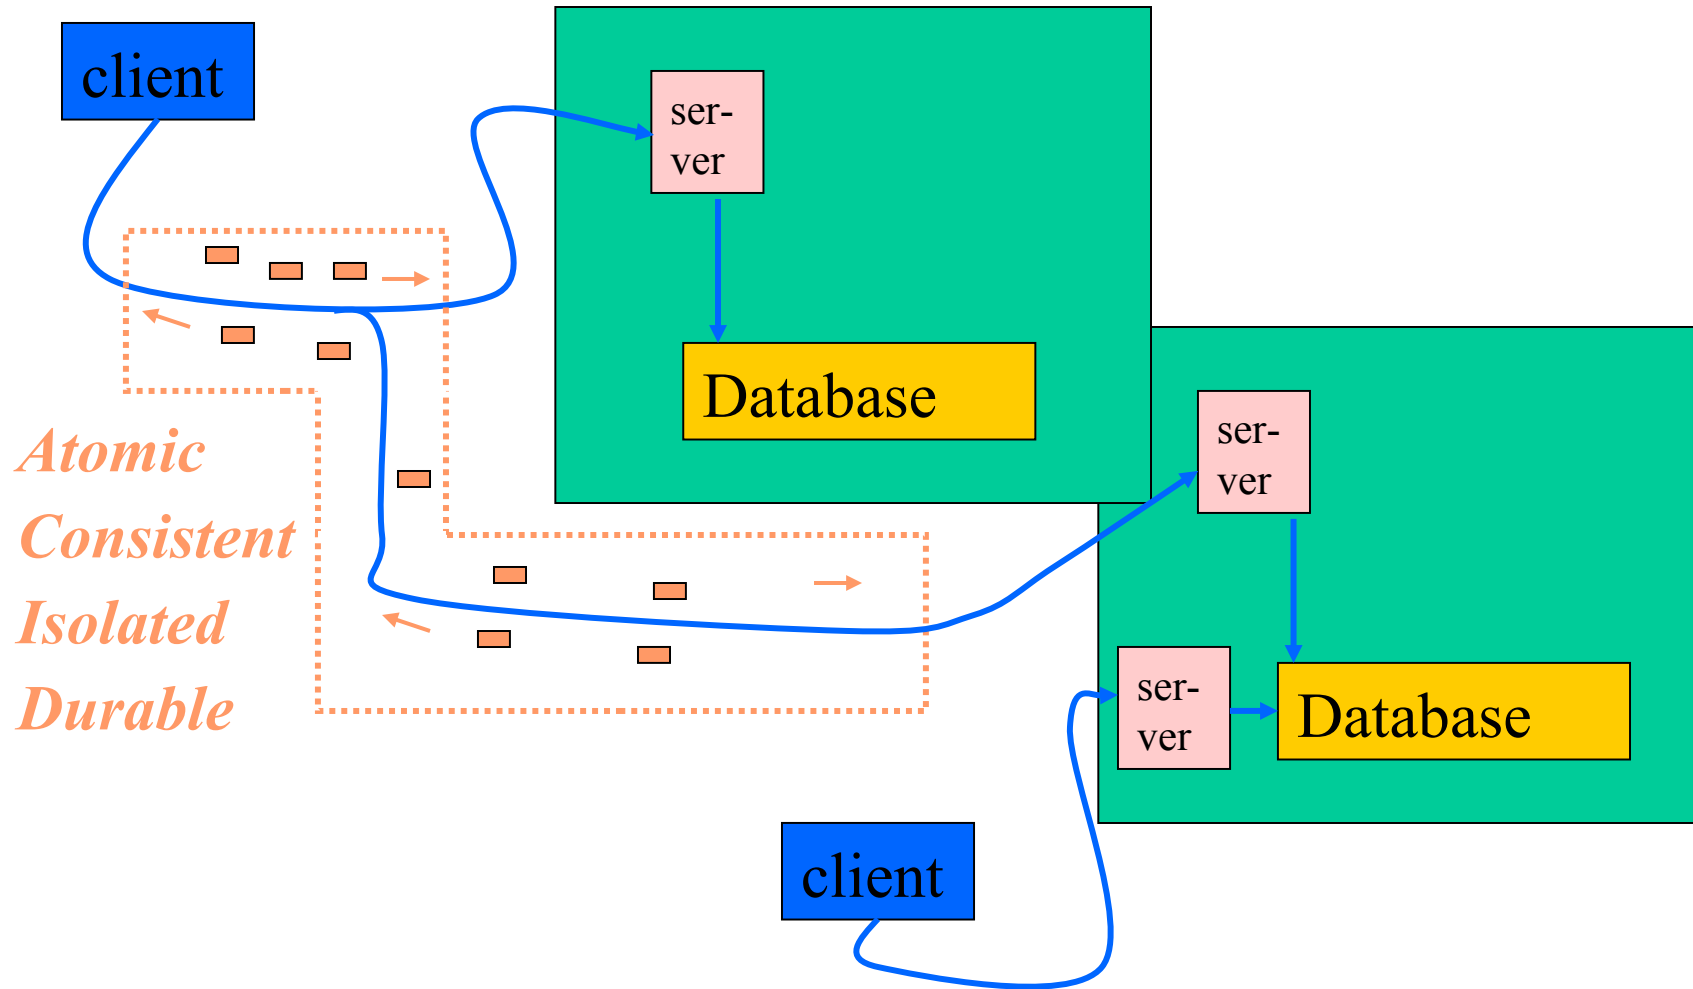 client
ser-
ver
Database
Atomic
Consistent
Isolated
Durable
ser-
ver
ser-
ver
Database
client